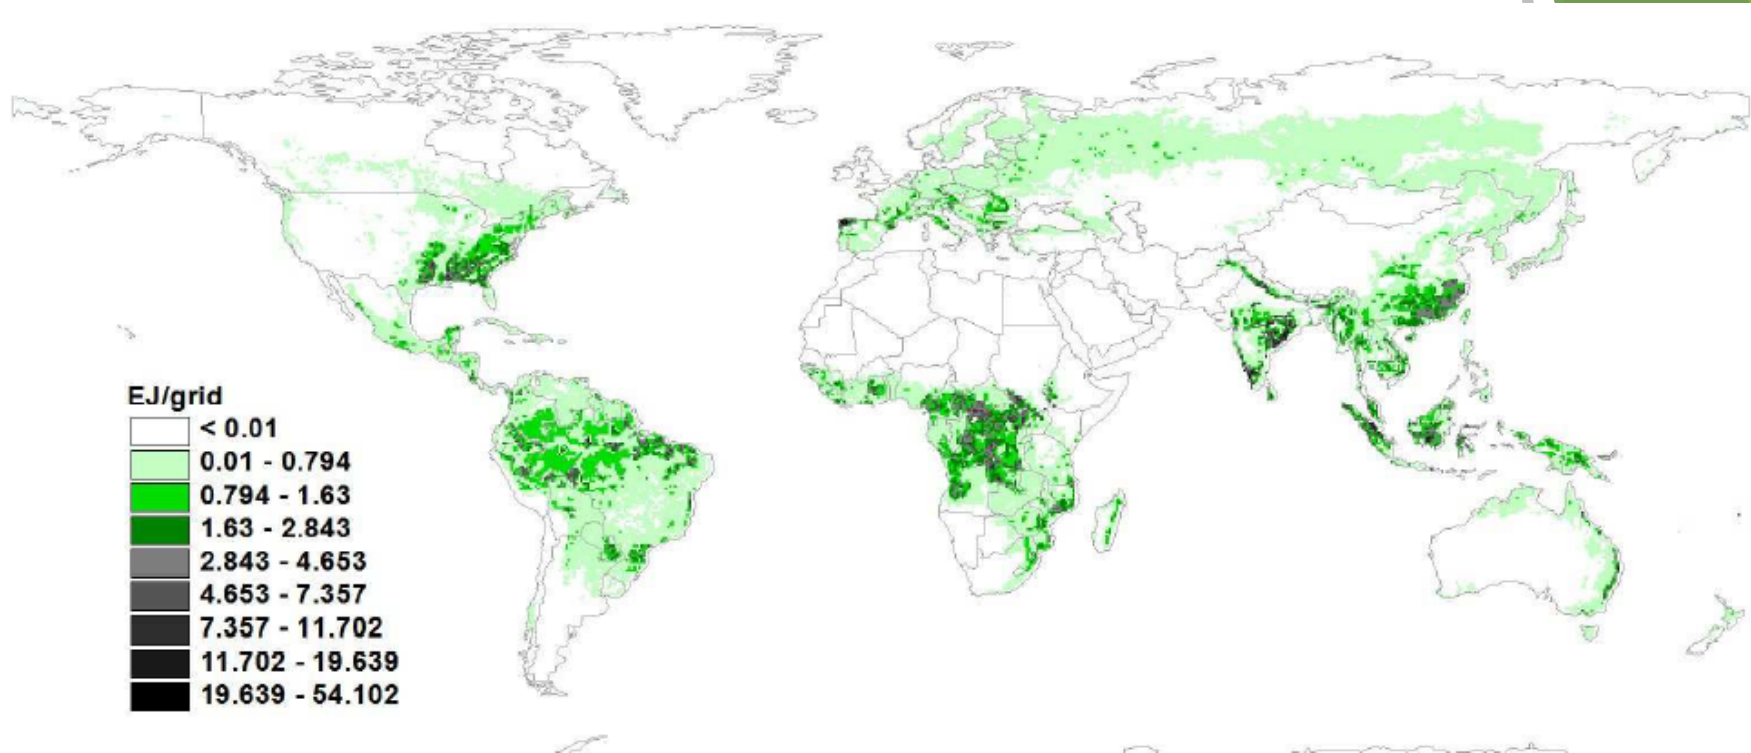 EJ/grid
< 0.01
0.01 - 0.794
0.794 - 1.63
1.63 - 2.843
2.843 - 4.653
4.653 - 7.357
7.357 - 11.702
11.702 - 19.639
19.639 - 54.102